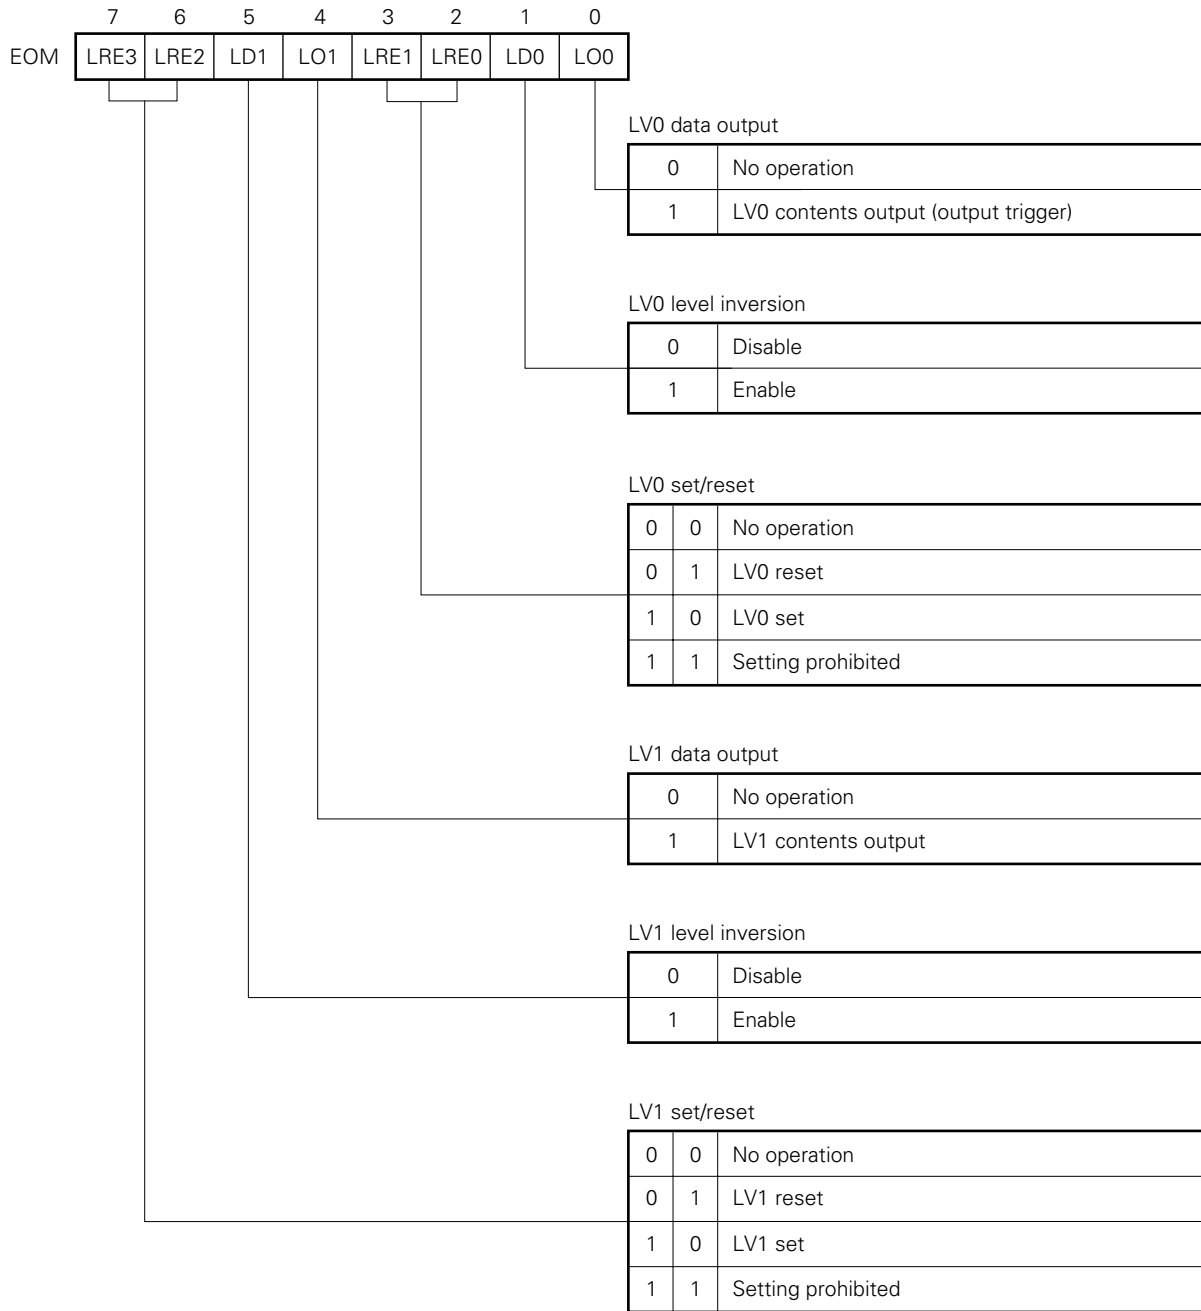 7 6 5 4 3 2 1 0
EOM LRE3 LRE2 LD1 LO1 LRE1 LRE0 LD0 LO0
LV0 data output
0 No operation
1 LV0 contents output (output trigger)
LV0 level inversion
0 Disable
1 Enable
LV0 set/reset
0 0 No operation
0 1 LV0 reset
1 0 LV0 set
1 1 Setting prohibited
LV1 data output
0 No operation
1 LV1 contents output
LV1 level inversion
0 Disable
1 Enable
LV1 set/reset
0 0 No operation
0 1 LV1 reset
1 0 LV1 set
1 1 Setting prohibited